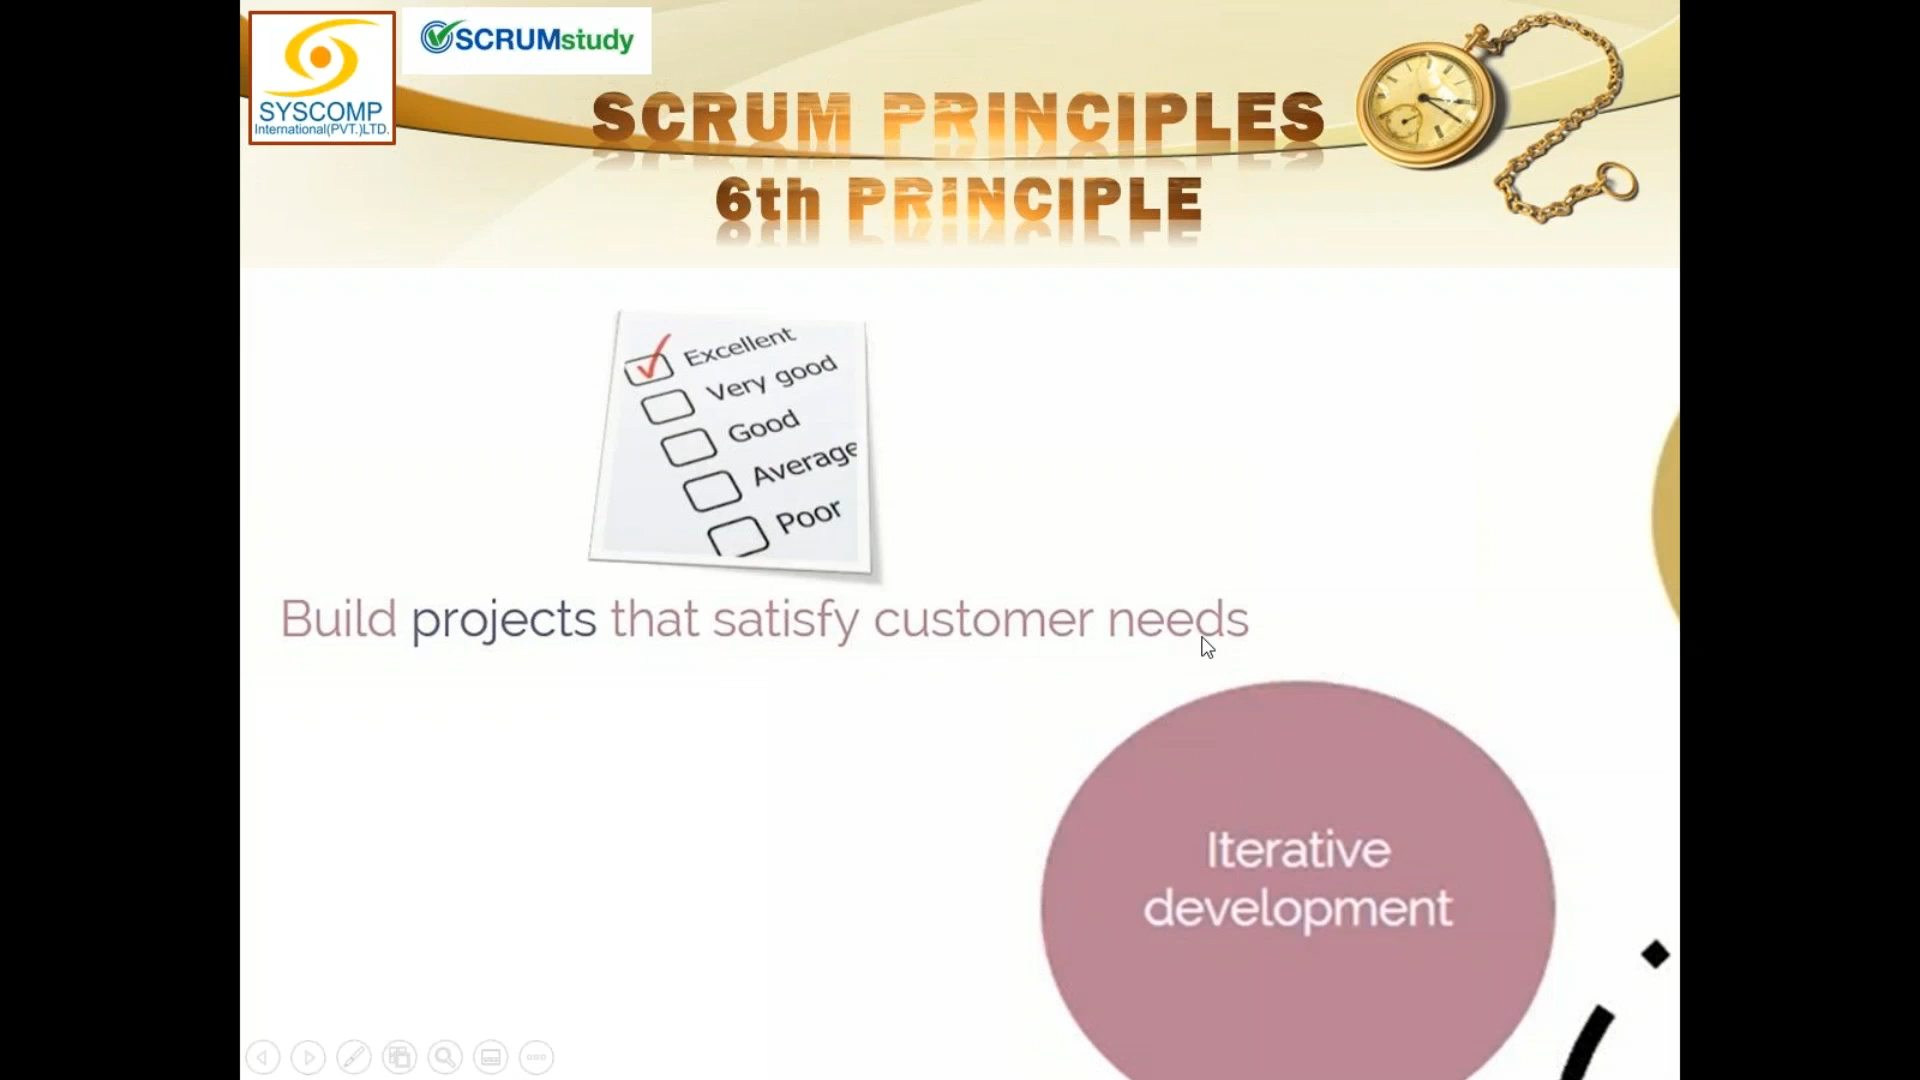 SYSCOMP
International(PVT.)LTD.
SCRUMstudy
SCRUM PRINCIPLES
6th PRINCIPLE
Excellent
Very good
Good
Average
Poor
Build projects that satisfy customer needs
Iterative
development